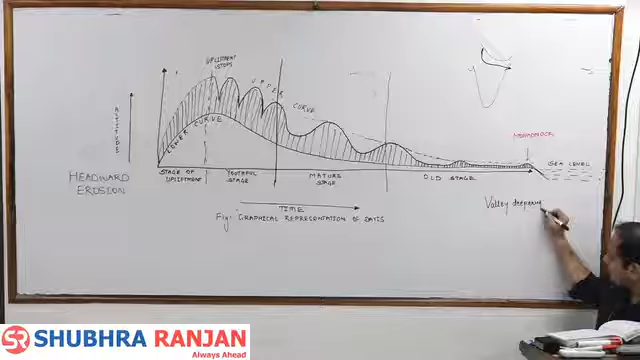 UPLIFTMENT
STOPS
UPPER
CURVE
LOWER CURVE
ALTITUDE
MONADNOCK
SEA LEVEL
HEADWARD
EROSION
STAGE OF
UPLIFTMENT
YOUTHFUL
STAGE
MATURE
STAGE
OLD STAGE
TIME
Fig: GRAPHICAL REPRESENTATION OF DAVIS
Valley deepening
SR SHUBHRA RANJAN
Always Ahead